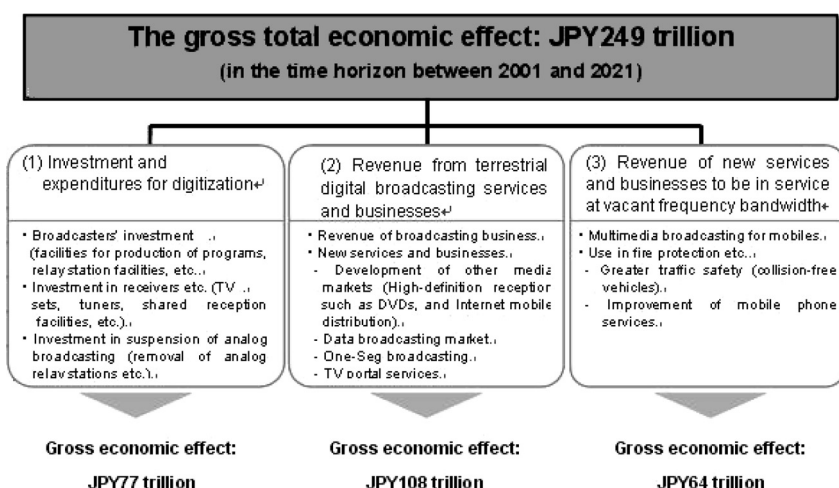 The gross total economic effect: JPY249 trillion
(in the time horizon between 2001 and 2021)
(1) Investment and
expenditures for digitization↵
• Broadcasters' investment
(facilities for production of programs,
relay station facilities, etc.
• Investment in receivers etc. (TV
sets, tuners, shared reception
facilities, etc.).
• Investment in suspension of analog
broadcasting (removal of analog
relay stations etc.).
Gross economic effect:
JPY77 trillion
(2) Revenue from terrestrial
digital broadcasting services
and businesses↵
• Revenue of broadcasting business.
• New services and businesses.
- Development of other media
markets (High-definition reception
such as DVDs, and Internet mobile
distribution).
- Data broadcasting market.
- One-Seg broadcasting.
- TV portal services.
Gross economic effect:
JPY108 trillion
(3) Revenue of new services
and businesses to be in service
at vacant frequency bandwidth↵
• Multimedia broadcasting for mobiles.
• Use in fire protection etc.
- Greater traffic safety (collision-free
vehicles).
- Improvement of mobile phone
services.
Gross economic effect:
JPY64 trillion